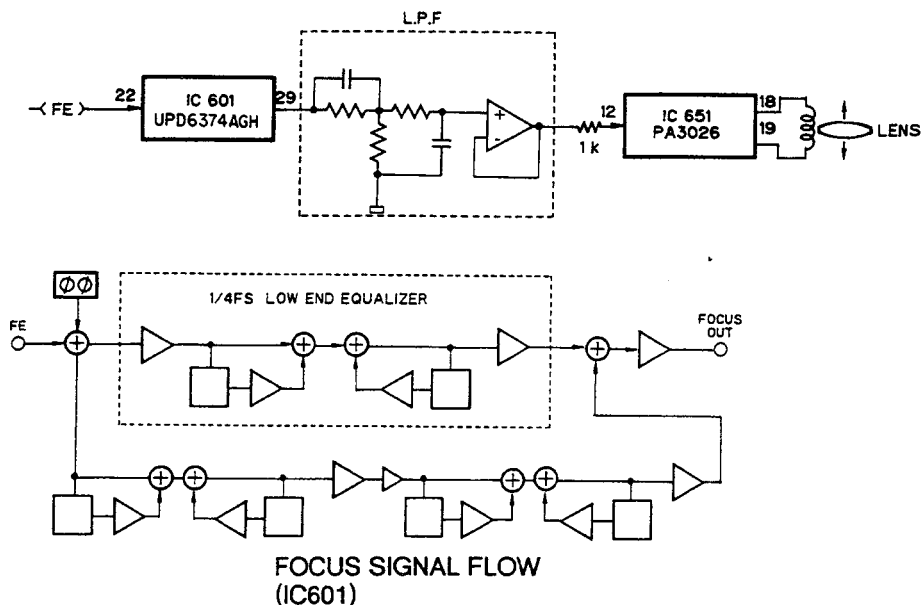 L.P.F
(FE)
22
IC 601
UPD6374AGH
29
+
-
1 k
12
IC 651
PA3026
18
19
LENS
ØØ
FE
1/4FS LOW END EQUALIZER
FOCUS
OUT
FOCUS SIGNAL FLOW
(IC601)